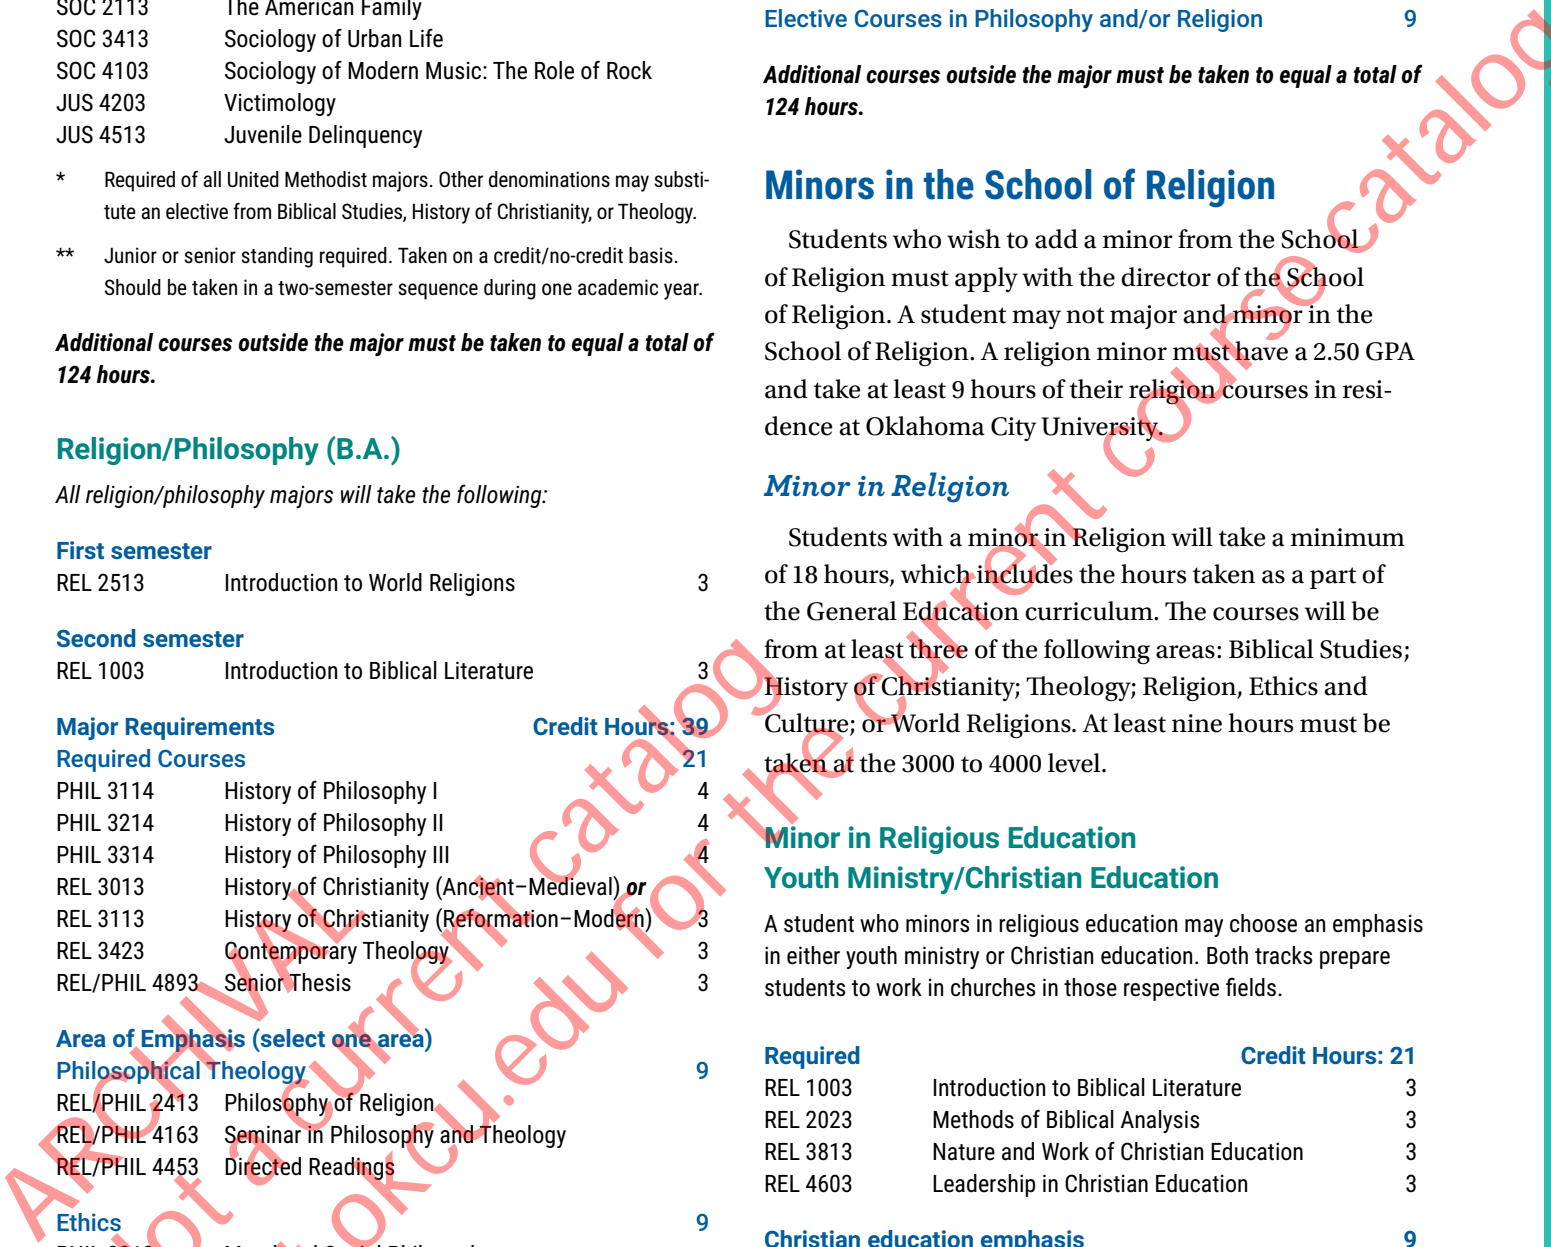 SOC 2113 The American Family
SOC 3413 Sociology of Urban Life
SOC 4103 Sociology of Modern Music: The Role of Rock
JUS 4203 Victimology
JUS 4513 Juvenile Delinquency
* Required of all United Methodist majors. Other denominations may substi-
tute an elective from Biblical Studies, History of Christianity, or Theology.
** Junior or senior standing required. Taken on a credit/no-credit basis.
Should be taken in a two-semester sequence during one academic year.
Additional courses outside the major must be taken to equal a total of
124 hours.
Religion/Philosophy (B.A.)
All religion/philosophy majors will take the following:
First semester
REL 2513 Introduction to World Religions 3
Second semester
REL 1003 Introduction to Biblical Literature 3
Major Requirements Credit Hours: 39
Required Courses 21
PHIL 3114 History of Philosophy I 4
PHIL 3214 History of Philosophy II 4
PHIL 3314 History of Philosophy III 4
REL 3013 History of Christianity (Ancient–Medieval) or
REL 3113 History of Christianity (Reformation–Modern) 3
REL 3423 Contemporary Theology 3
REL/PHIL 4893 Senior Thesis 3
Area of Emphasis (select one area)
Philosophical Theology 9
REL/PHIL 2413 Philosophy of Religion
REL/PHIL 4163 Seminar in Philosophy and Theology
REL/PHIL 4453 Directed Readings
Ethics 9
Elective Courses in Philosophy and/or Religion 9
Additional courses outside the major must be taken to equal a total of
124 hours.
Minors in the School of Religion
Students who wish to add a minor from the School
of Religion must apply with the director of the School
of Religion. A student may not major and minor in the
School of Religion. A religion minor must have a 2.50 GPA
and take at least 9 hours of their religion courses in resi-
dence at Oklahoma City University.
Minor in Religion
Students with a minor in Religion will take a minimum
of 18 hours, which includes the hours taken as a part of
the General Education curriculum. The courses will be
from at least three of the following areas: Biblical Studies;
History of Christianity; Theology; Religion, Ethics and
Culture; or World Religions. At least nine hours must be
taken at the 3000 to 4000 level.
Minor in Religious Education
Youth Ministry/Christian Education
A student who minors in religious education may choose an emphasis
in either youth ministry or Christian education. Both tracks prepare
students to work in churches in those respective fields.
Required Credit Hours: 21
REL 1003 Introduction to Biblical Literature 3
REL 2023 Methods of Biblical Analysis 3
REL 3813 Nature and Work of Christian Education 3
REL 4603 Leadership in Christian Education 3
Christian education emphasis 9
ARCHIVAL
not a current catalog
okcu.edu for the current course catalog